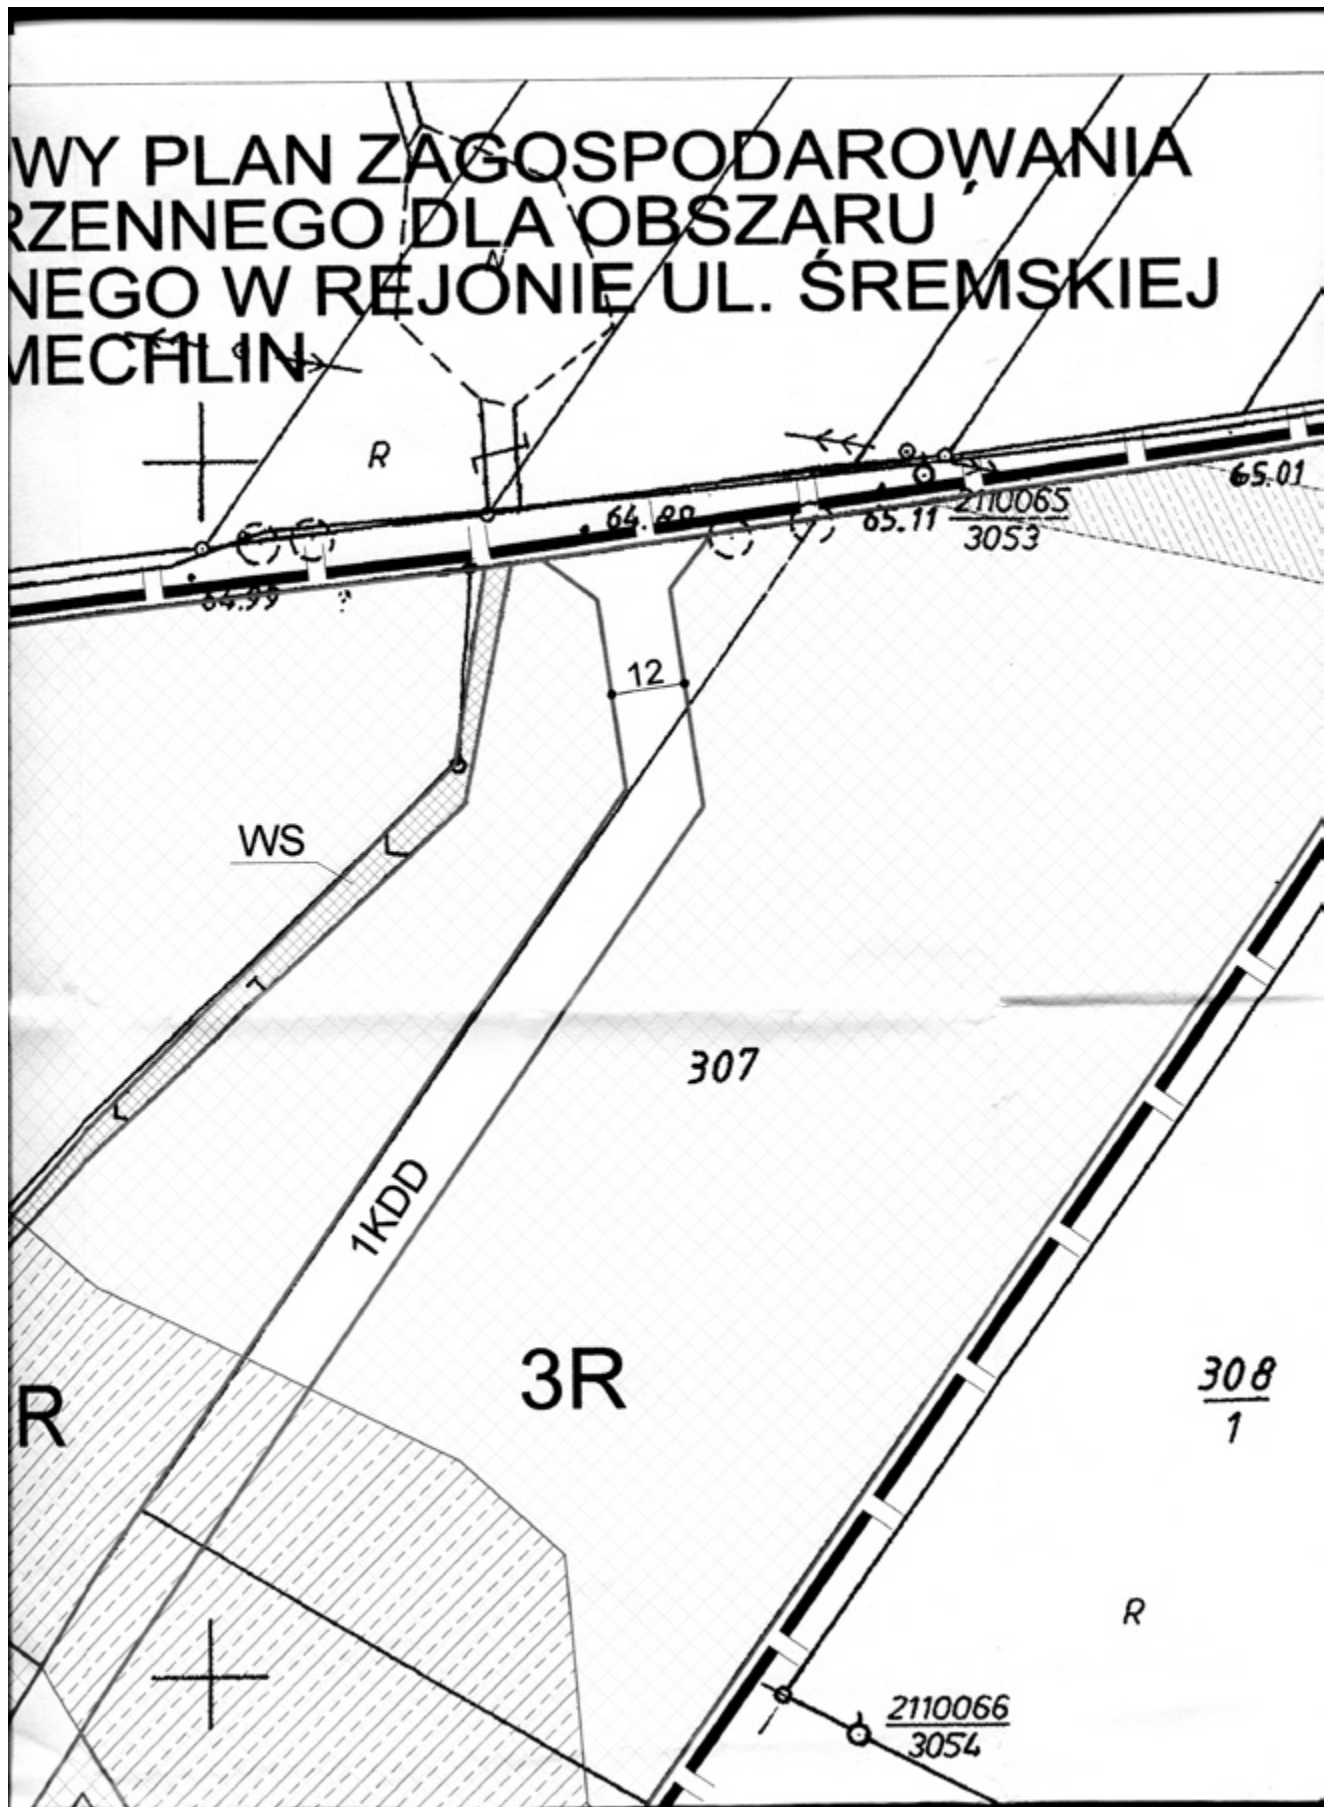 WY PLAN ZAGOSPODAROWANIA
RZENNEGO DLA OBSZARU
NEGO W REJONIE UL. ŚREMSKIEJ
MECHLIN
R
65.01
2110065
3053
65.11
64.99
12
WS
307
1KDD
3R
R
308
1
R
2110066
3054